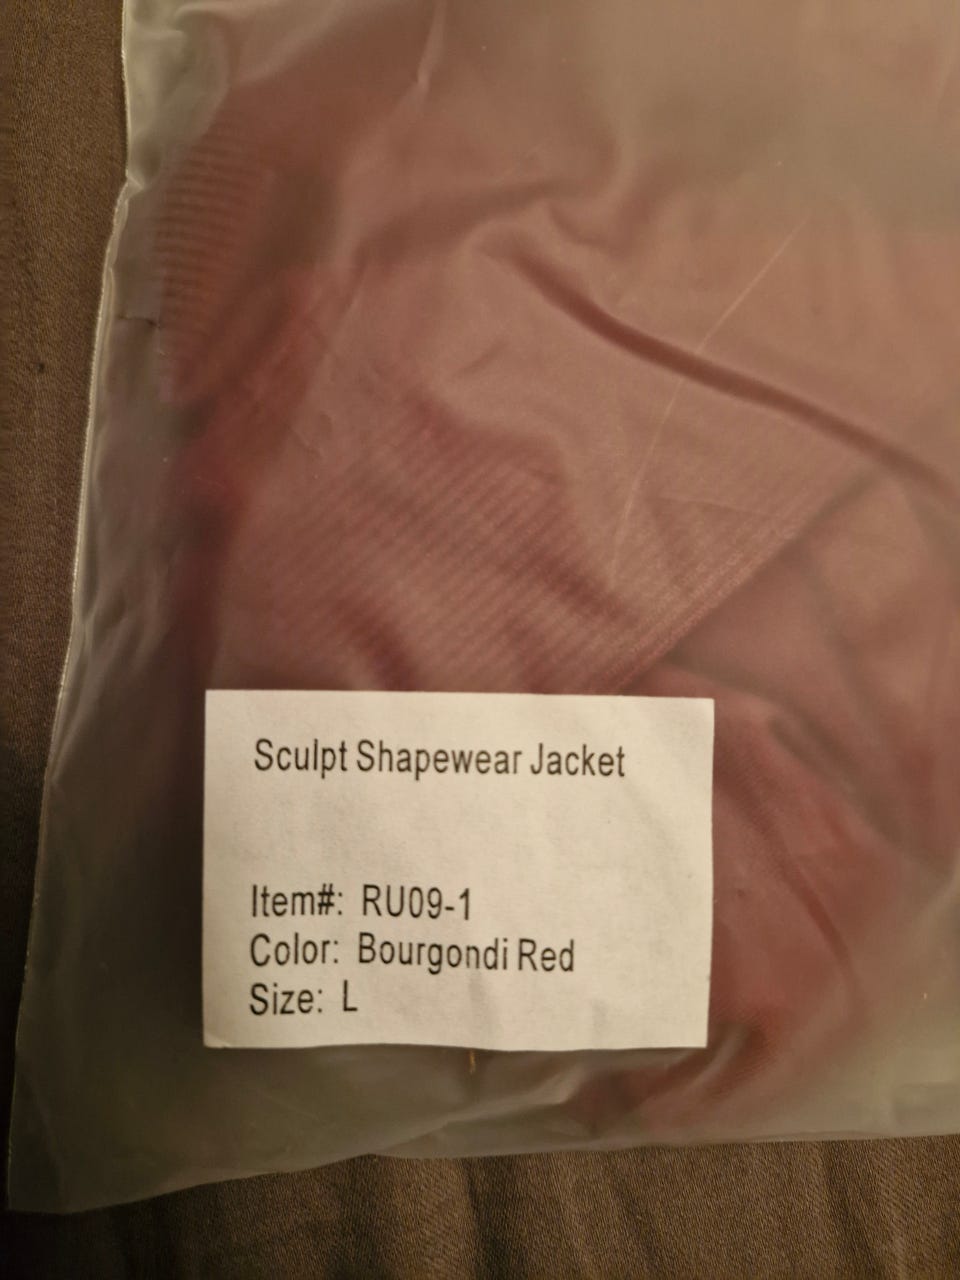 Sculpt Shapewear Jacket
Item#: RU09-1
Color: Bourgondi Red
Size: L